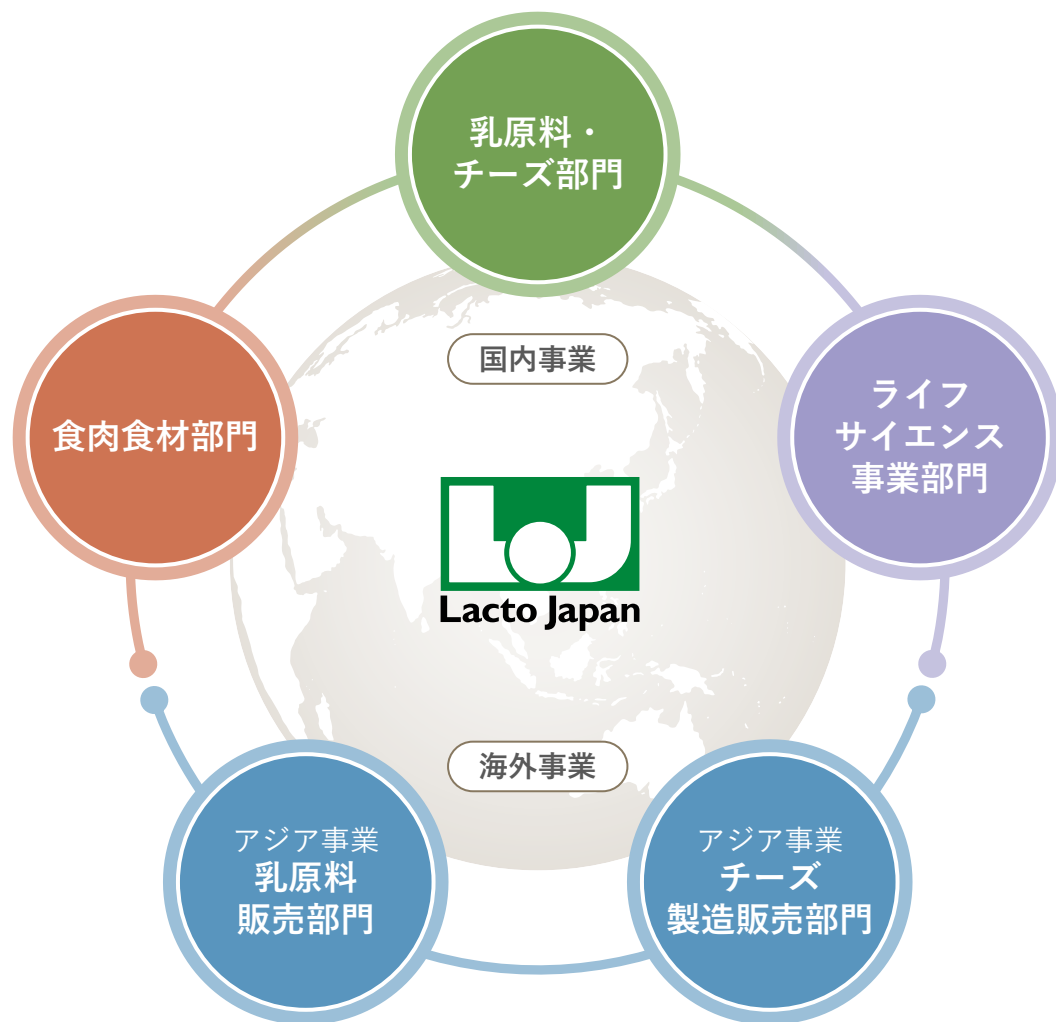 乳原料・
チーズ部門
国内事業
食肉食材部門
ライフ
サイエンス
事業部門
Lacto Japan
海外事業
アジア事業
乳原料
販売部門
アジア事業
チーズ
製造販売部門